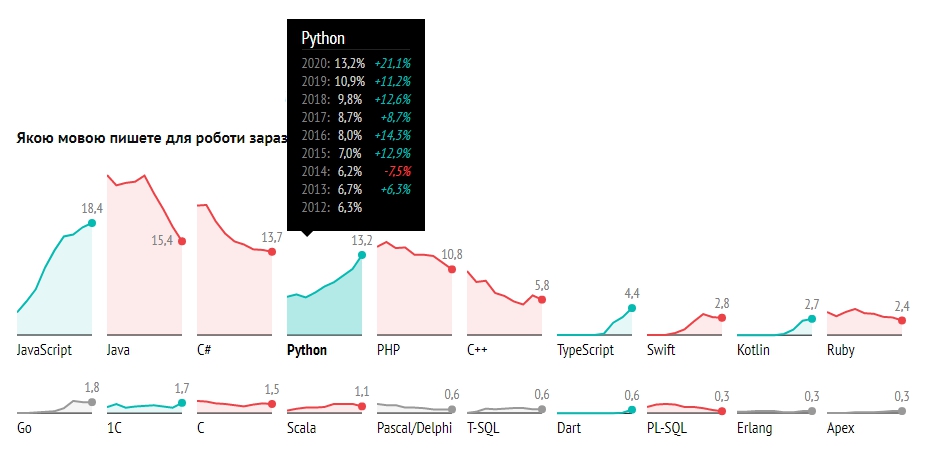 Python
2020: 13,2% +21,1%
2019: 10,9% +11,2%
2018: 9,8% +12,6%
2017: 8,7% +8,7%
2016: 8,0% +14,3%
2015: 7,0% +12,9%
2014: 6,2% -7,5%
2013: 6,7% +6,3%
2012: 6,3%
Якою мовою пишете для роботи зараз
18,4 15,4 13,7 13,2 10,8 5,8 4,4 2,8 2,7 2,4
JavaScript Java C# Python PHP C++ TypeScript Swift Kotlin Ruby
1,8 1,7 1,5 1,1 0,6 0,6 0,6 0,3 0,3 0,3
Go 1C C Scala Pascal/Delphi T-SQL Dart PL-SQL Erlang Apex